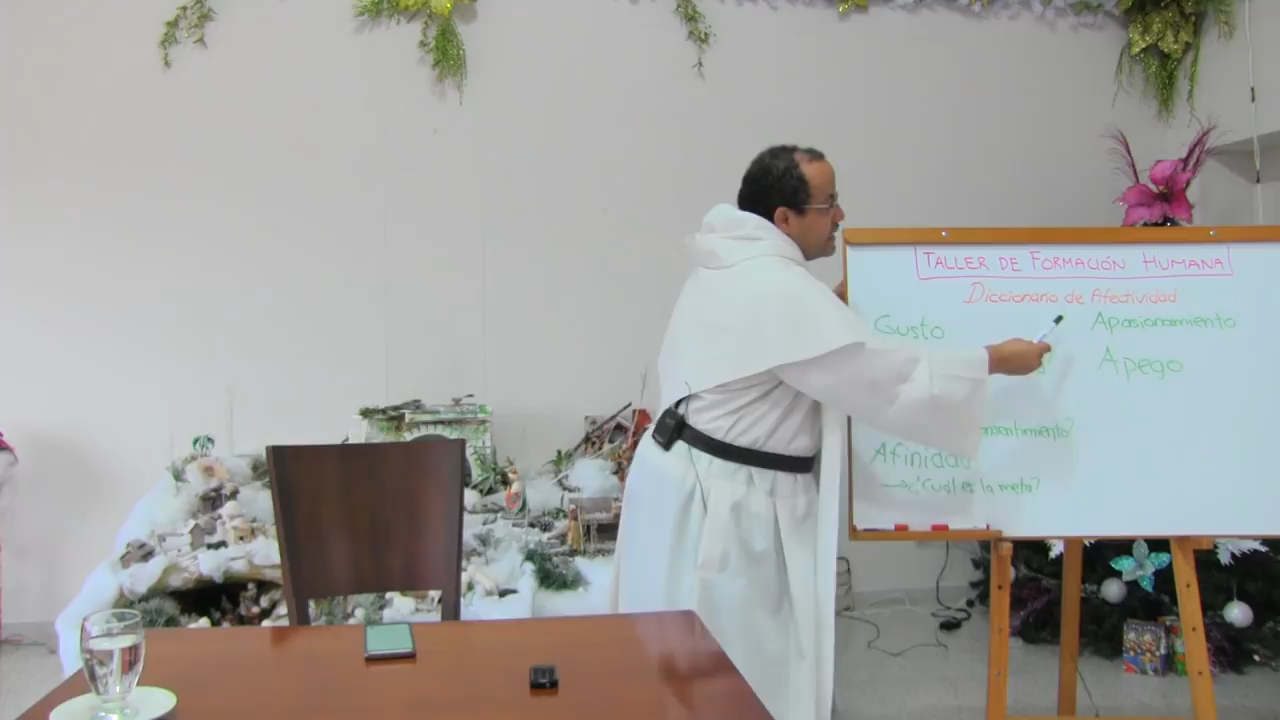 TALLER DE FORMACIÓN HUMANA
Diccionario de Afectividad
Gusto
Afinidad
→¿Cuál es la meta?
Apasionamiento
Apego